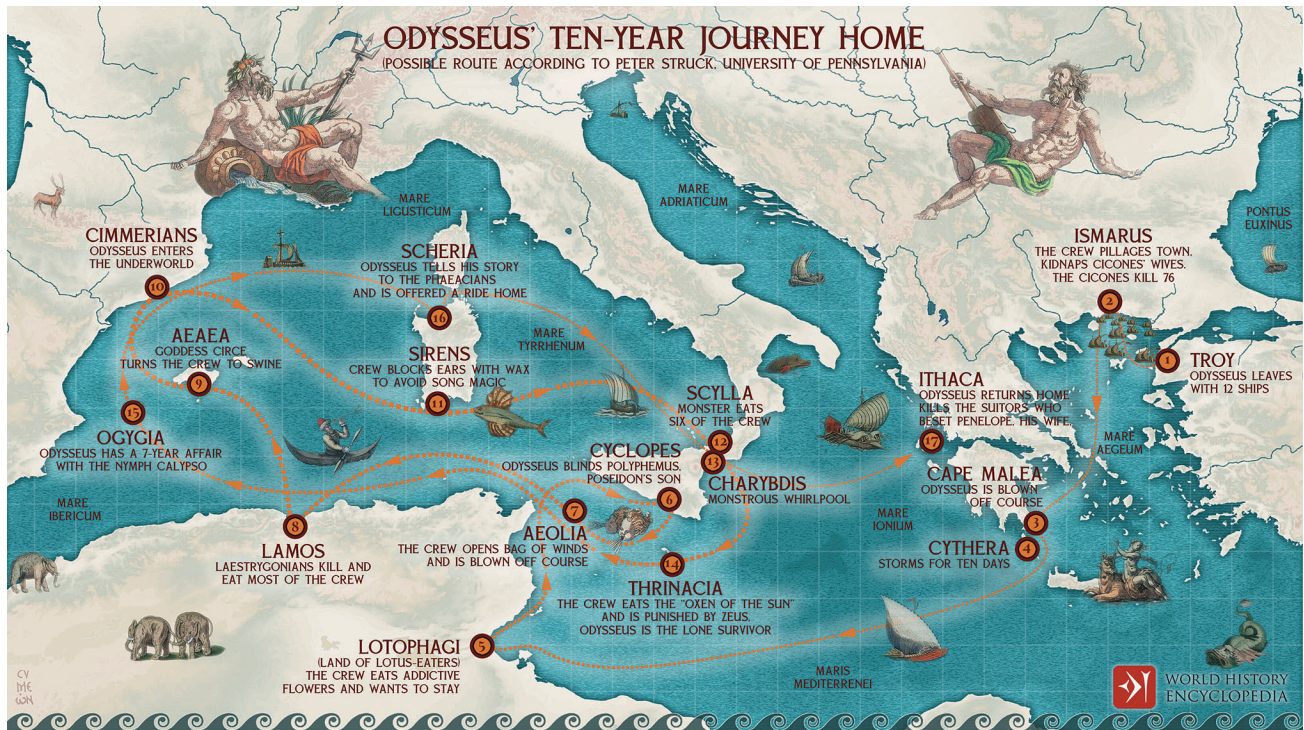 ODYSSEUS' TEN-YEAR JOURNEY HOME
(POSSIBLE ROUTE ACCORDING TO PETER STRUCK, UNIVERSITY OF PENNSYLVANIA)
MARE
LIGUSTICUM
MARE
ADRIATICUM
PONTUS
EUXINUS
CIMMERIANS
ODYSSEUS ENTERS
THE UNDERWORLD
10
SCHERIA
ODYSSEUS TELLS HIS STORY
TO THE PHAEACIANS
AND IS OFFERED A RIDE HOME
16
ISMARUS
THE CREW PILLAGES TOWN,
KIDNAPS CICONES' WIVES.
THE CICONES KILL 76
2
AEAEA
GODDESS CIRCE
TURNS THE CREW TO SWINE
9
SIRENS
CREW BLOCKS EARS WITH WAX
TO AVOID SONG MAGIC
11
MARE
TYRRHENUM
1
TROY
ODYSSEUS LEAVES
WITH 12 SHIPS
15
OGYGIA
ODYSSEUS HAS A 7-YEAR AFFAIR
WITH THE NYMPH CALYPSO
SCYLLA
MONSTER EATS
SIX OF THE CREW
12
13
CHARYBDIS
MONSTROUS WHIRLPOOL
ITHACA
ODYSSEUS RETURNS HOME
KILLS THE SUITORS WHO
BESET PENELOPE, HIS WIFE.
17
MARE
AEGEUM
CYCLOPES
ODYSSEUS BLINDS POLYPHEMUS,
POSEIDON'S SON
6
CAPE MALEA
ODYSSEUS IS BLOWN
OFF COURSE
3
MARE
IBERICUM
8
LAMOS
LAESTRYGONIANS KILL AND
EAT MOST OF THE CREW
7
AEOLIA
THE CREW OPENS BAG OF WINDS
AND IS BLOWN OFF COURSE
MARE
IONIUM
CYTHERA
STORMS FOR TEN DAYS
4
14
THRINACIA
THE CREW EATS THE "OXEN OF THE SUN"
AND IS PUNISHED BY ZEUS.
ODYSSEUS IS THE LONE SURVIVOR
LOTOPHAGI
(LAND OF LOTUS-EATERS)
THE CREW EATS ADDICTIVE
FLOWERS AND WANTS TO STAY
5
MARIS
MEDITERRENEI
WORLD HISTORY
ENCYCLOPEDIA